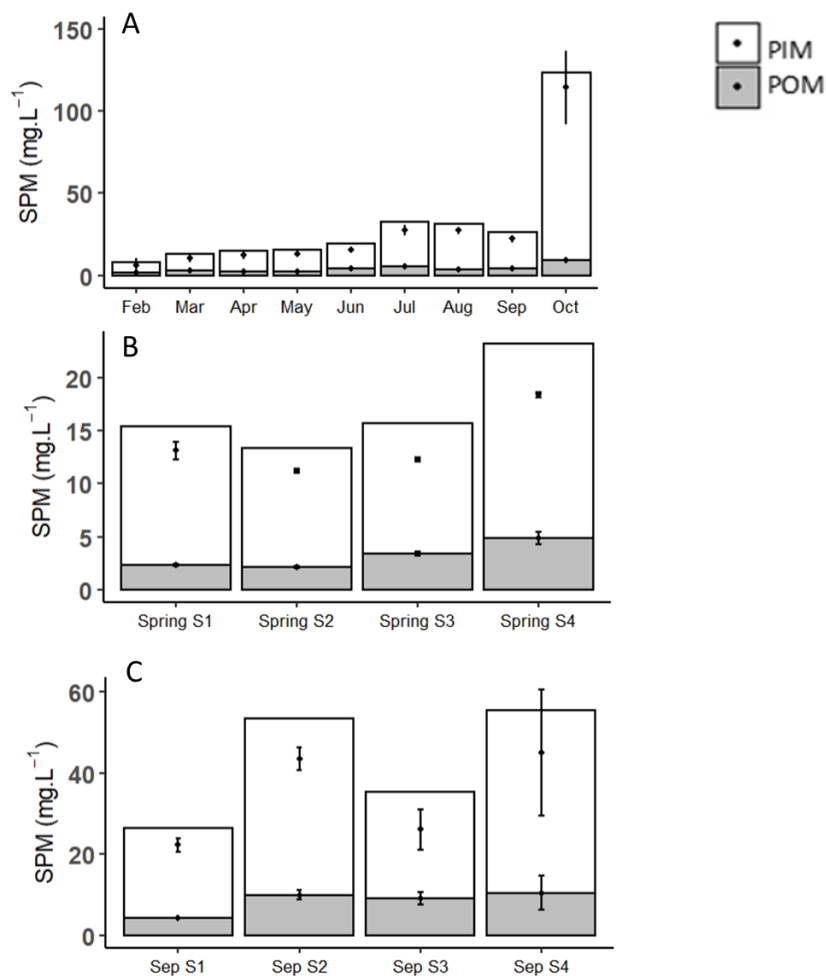 A
PIM
POM
SPM (mg.L⁻¹)
150
100
50
0
Feb Mar Apr May Jun Jul Aug Sep Oct
B
SPM (mg.L⁻¹)
20
15
10
5
0
Spring S1 Spring S2 Spring S3 Spring S4
C
SPM (mg.L⁻¹)
60
40
20
0
Sep S1 Sep S2 Sep S3 Sep S4